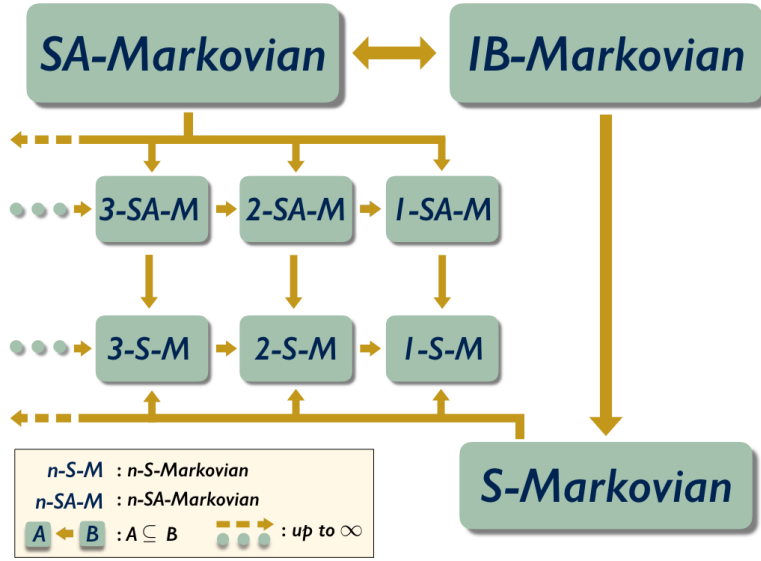 SA-Markovian
IB-Markovian
3-SA-M
2-SA-M
1-SA-M
3-S-M
2-S-M
1-S-M
S-Markovian
n-S-M : n-S-Markovian
n-SA-M : n-SA-Markovian
A B : A ⊆ B : up to ∞